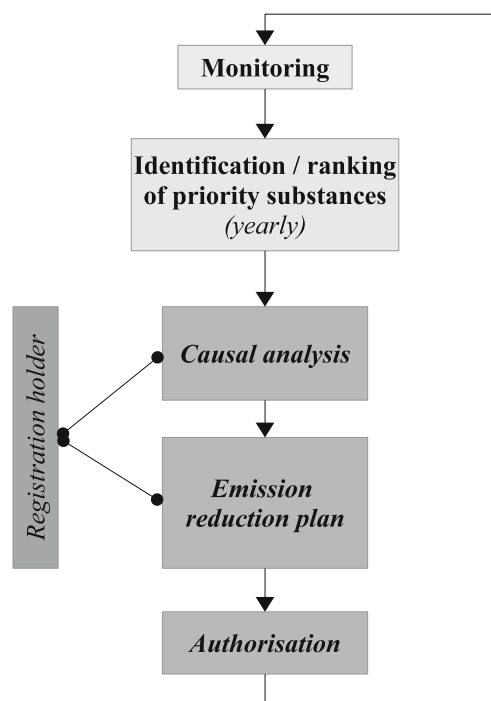 Monitoring
Identification / ranking
of priority substances
(yearly)
Causal analysis
Registration holder
Emission
reduction plan
Authorisation